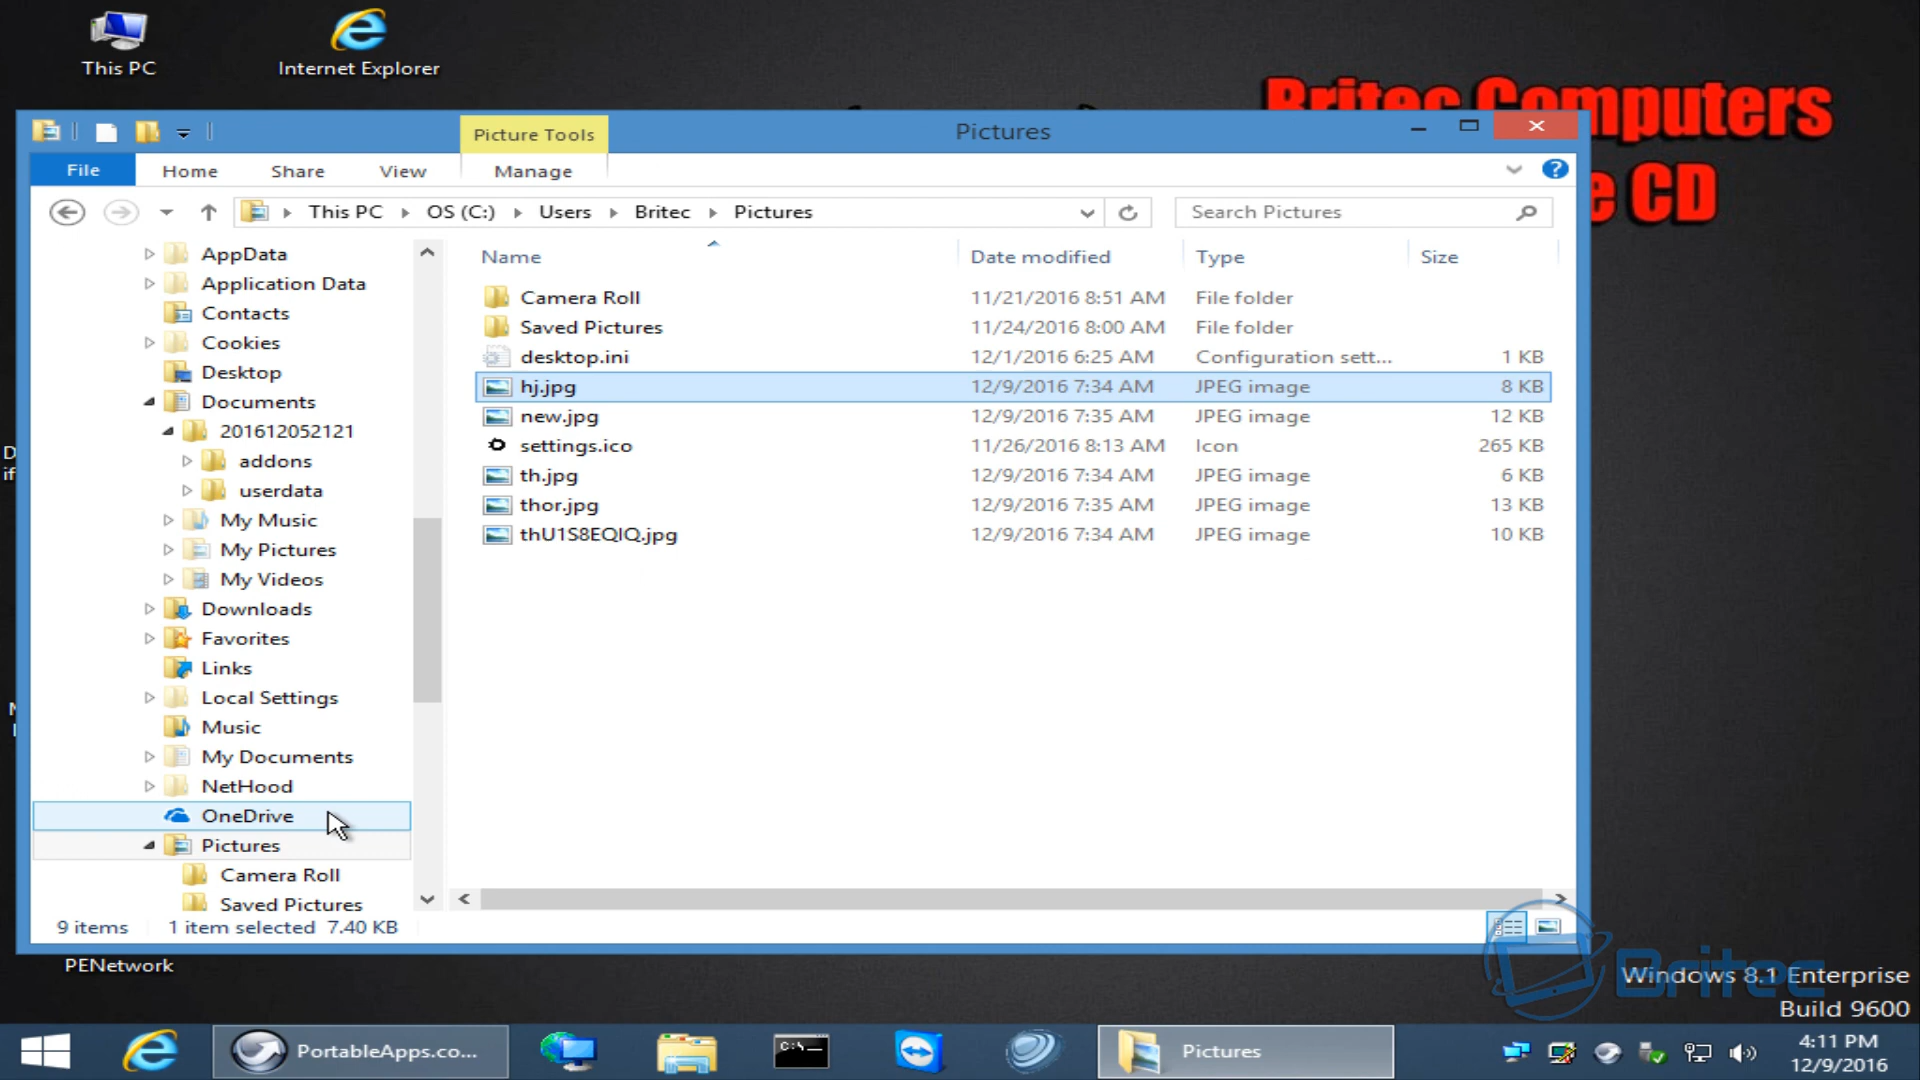 This PC
Internet Explorer
Britec Computers
e CD
Picture Tools
Pictures
File
Home
Share
View
Manage
This PC
OS (C:)
Users
Britec
Pictures
Search Pictures
Name
Date modified
Type
Size
AppData
Application Data
Contacts
Cookies
Desktop
Documents
201612052121
addons
userdata
My Music
My Pictures
My Videos
Downloads
Favorites
Links
Local Settings
Music
My Documents
NetHood
OneDrive
Pictures
Camera Roll
Saved Pictures
Camera Roll 11/21/2016 8:51 AM File folder
Saved Pictures 11/24/2016 8:00 AM File folder
desktop.ini 12/1/2016 6:25 AM Configuration sett... 1 KB
hj.jpg 12/9/2016 7:34 AM JPEG image 8 KB
new.jpg 12/9/2016 7:35 AM JPEG image 12 KB
settings.ico 11/26/2016 8:13 AM Icon 265 KB
th.jpg 12/9/2016 7:34 AM JPEG image 6 KB
thor.jpg 12/9/2016 7:35 AM JPEG image 13 KB
thU1S8EQIQ.jpg 12/9/2016 7:34 AM JPEG image 10 KB
9 items 1 item selected 7.40 KB
PENetwork
Britec
Windows 8.1 Enterprise
Build 9600
PortableApps.co...
C:\
Pictures
4:11 PM
12/9/2016